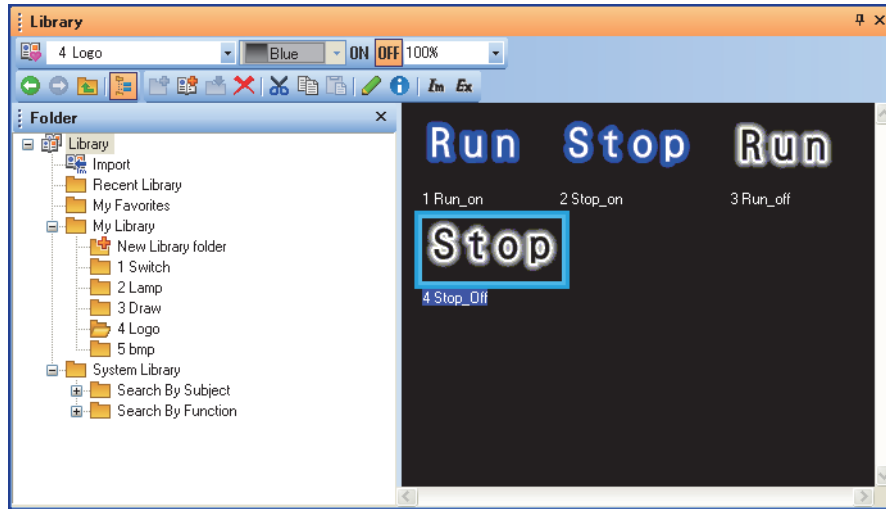 Library
4 Logo Blue ON OFF 100%
Im Ex
Folder
Library
Import
Recent Library
My Favorites
My Library
New Library folder
1 Switch
2 Lamp
3 Draw
4 Logo
5 bmp
System Library
Search By Subject
Search By Function
Run Stop Run
1 Run_on 2 Stop_on 3 Run_off
Stop
4 Stop_Off